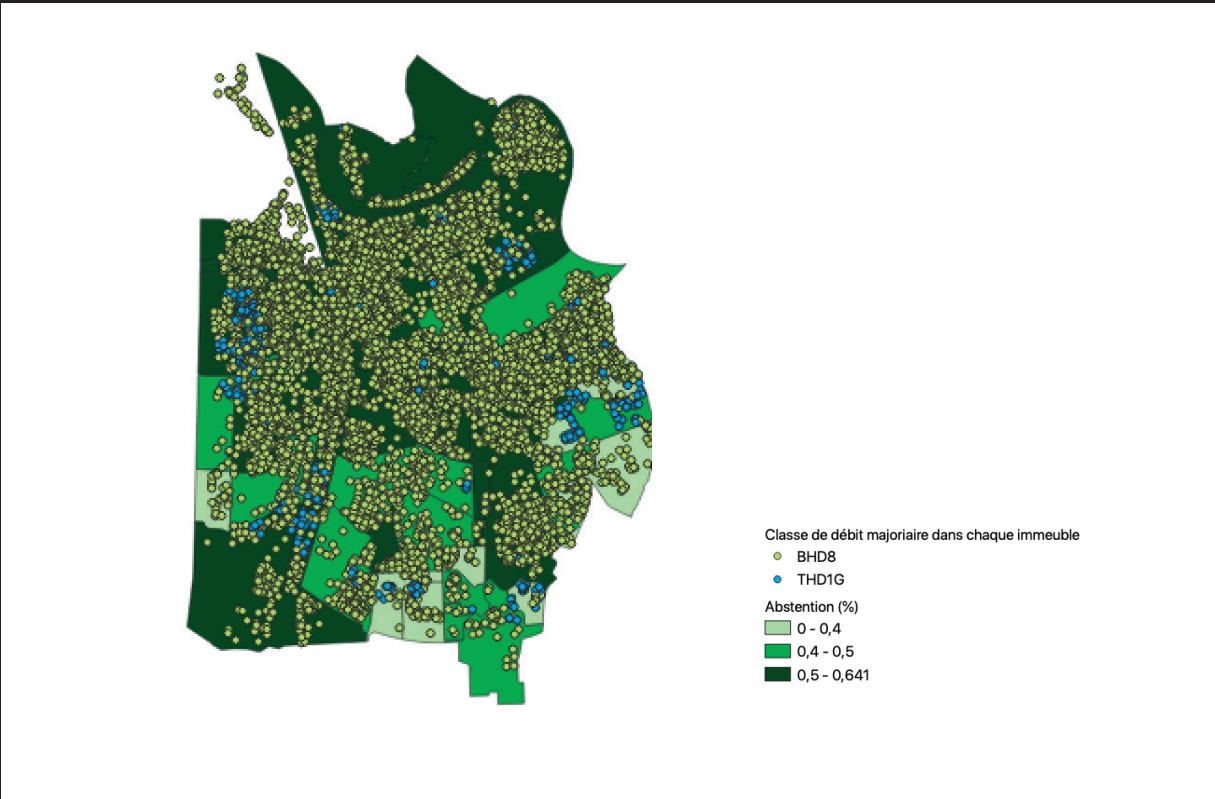 Classe de débit majoriaire dans chaque immeuble
BHD8
THD1G
Abstention (%)
0 - 0,4
0,4 - 0,5
0,5 - 0,641